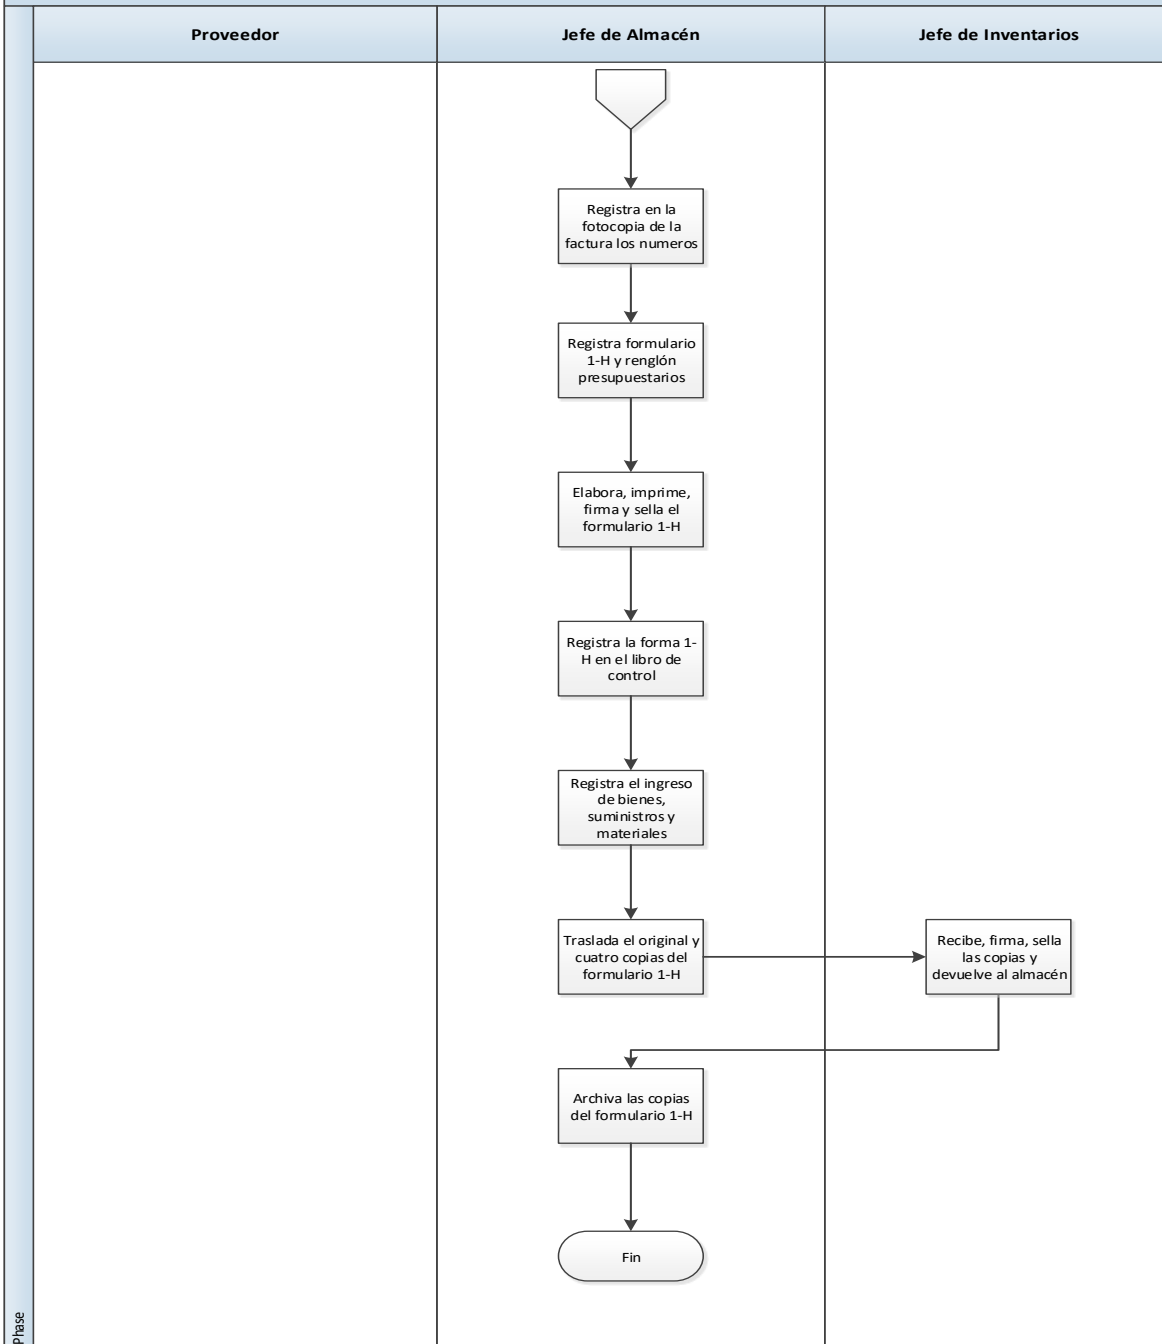 Proveedor
Jefe de Almacén
Jefe de Inventarios
Registra en la
fotocopia de la
factura los numeros
Registra formulario
1-H y renglón
presupuestarios
Elabora, imprime,
firma y sella el
formulario 1-H
Registra la forma 1-
H en el libro de
control
Registra el ingreso
de bienes,
suministros y
materiales
Traslada el original y
cuatro copias del
formulario 1-H
Recibe, firma, sella
las copias y
devuelve al almacén
Archiva las copias
del formulario 1-H
Fin
Phase